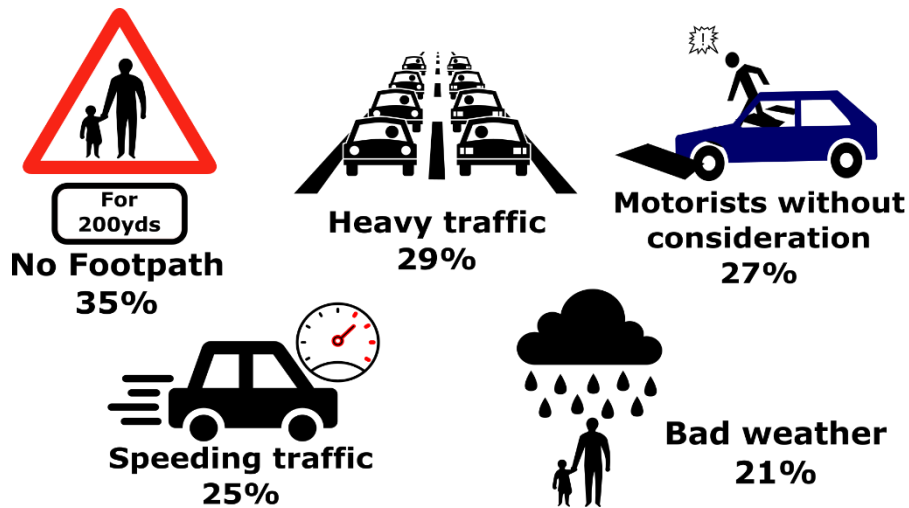 For
200yds
No Footpath
35%
Heavy traffic
29%
!
Motorists without
consideration
27%
Speeding traffic
25%
Bad weather
21%